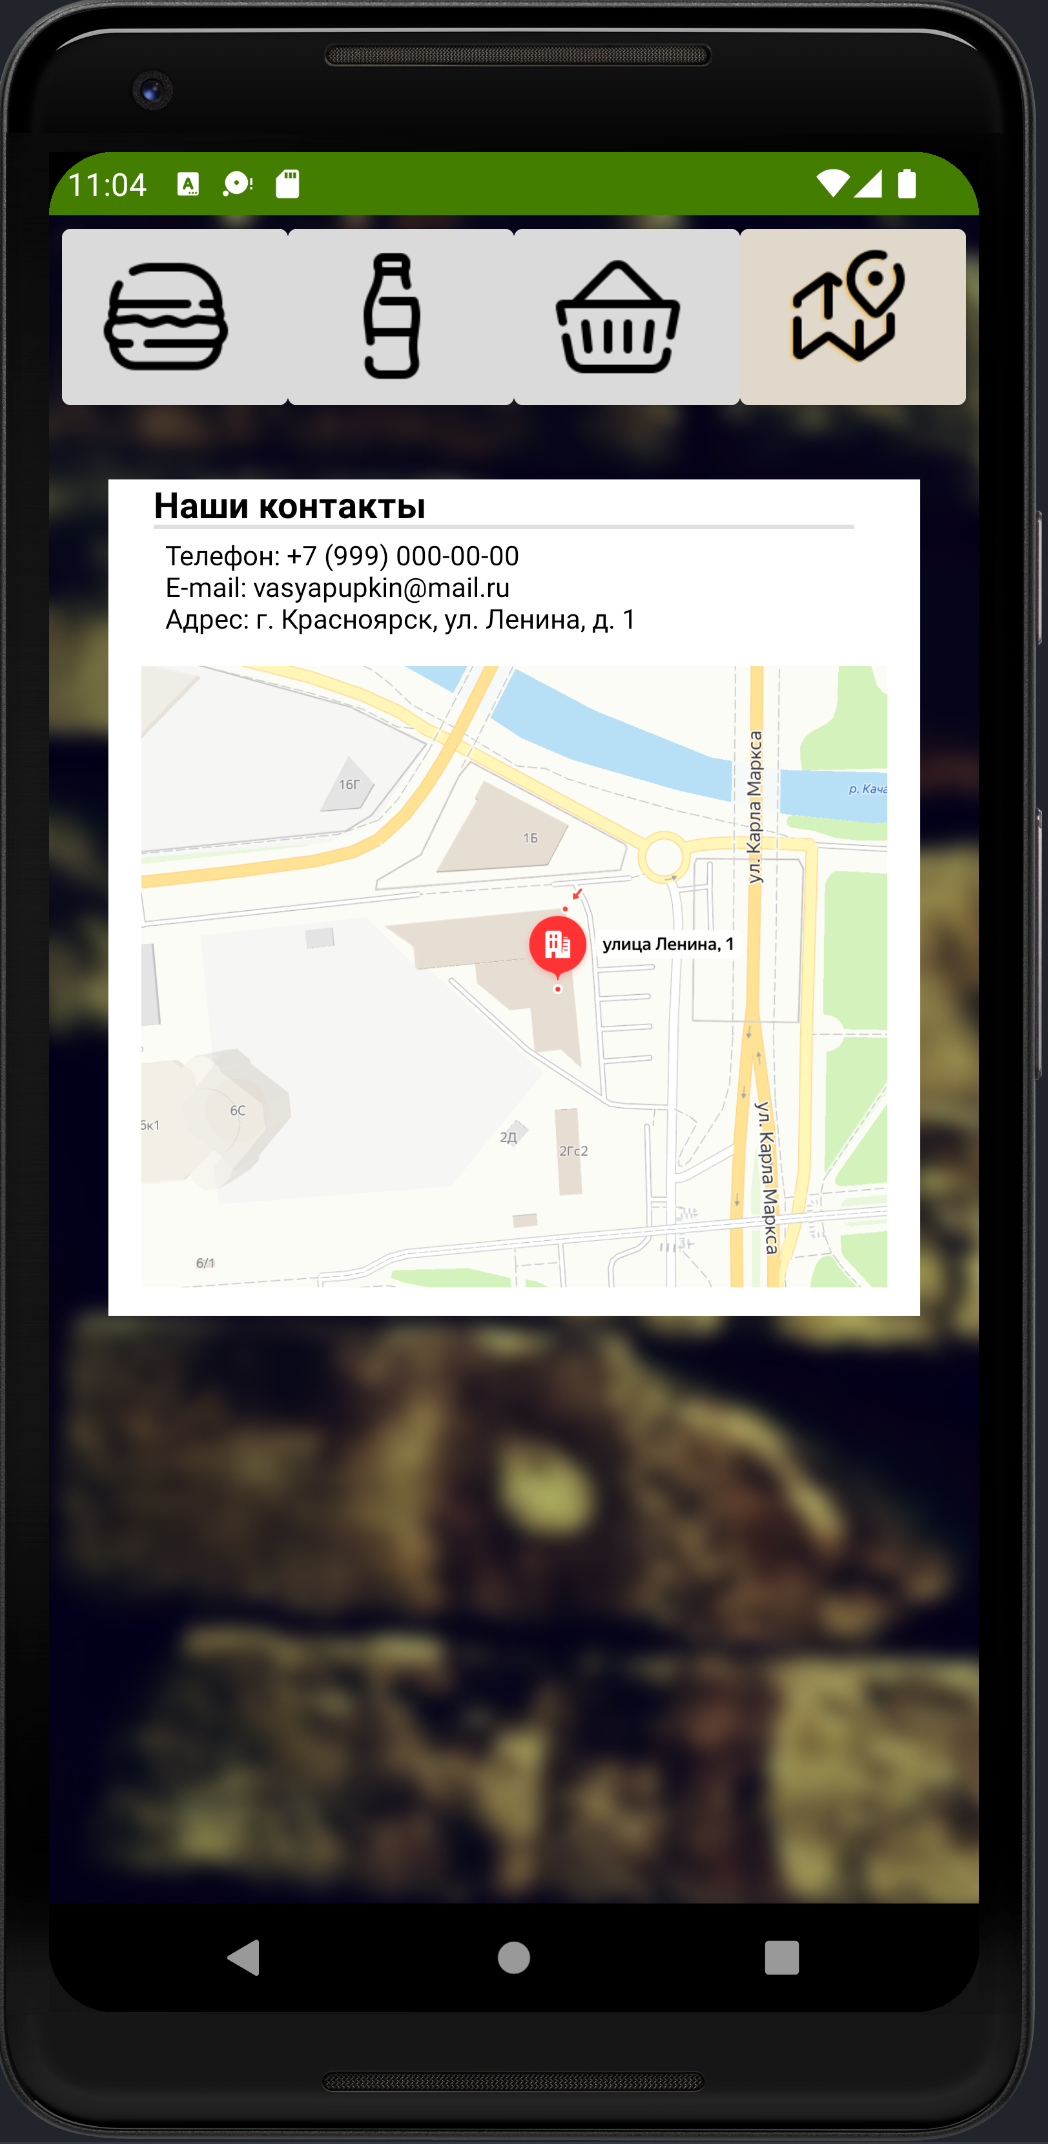 11:04
Наши контакты
Телефон: +7 (999) 000-00-00
E-mail: vasyapupkin@mail.ru
Адрес: г. Красноярск, ул. Ленина, д. 1
16Г
ул. Карла Маркса
р. Кача
1Б
улица Ленина, 1
6С
6к1
2Д
2Гс2
ул. Карла Маркса
6/1